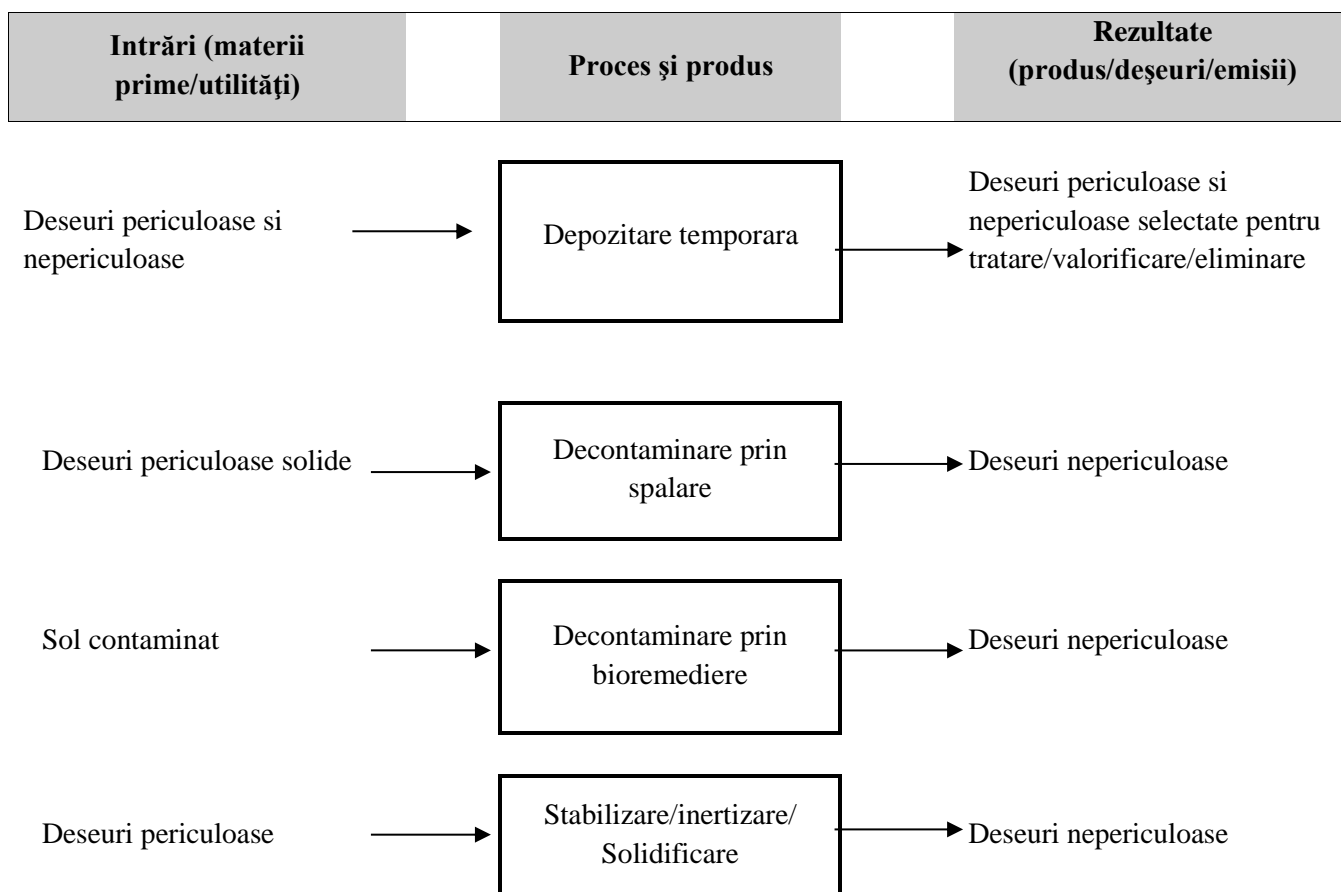 Intrări (materii
prime/utilităţi)
Proces şi produs
Rezultate
(produs/deşeuri/emisii)
Deseuri periculoase si
nepericuloase
Depozitare temporara
Deseuri periculoase si
nepericuloase selectate pentru
tratare/valorificare/eliminare
Deseuri periculoase solide
Decontaminare prin
spalare
Deseuri nepericuloase
Sol contaminat
Decontaminare prin
bioremediere
Deseuri nepericuloase
Deseuri periculoase
Stabilizare/inertizare/
Solidificare
Deseuri nepericuloase